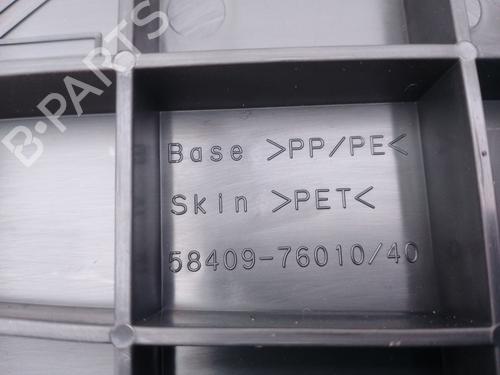 B-PARTS
Base >PP/PE<
Skin >PET<
58409-76010/40